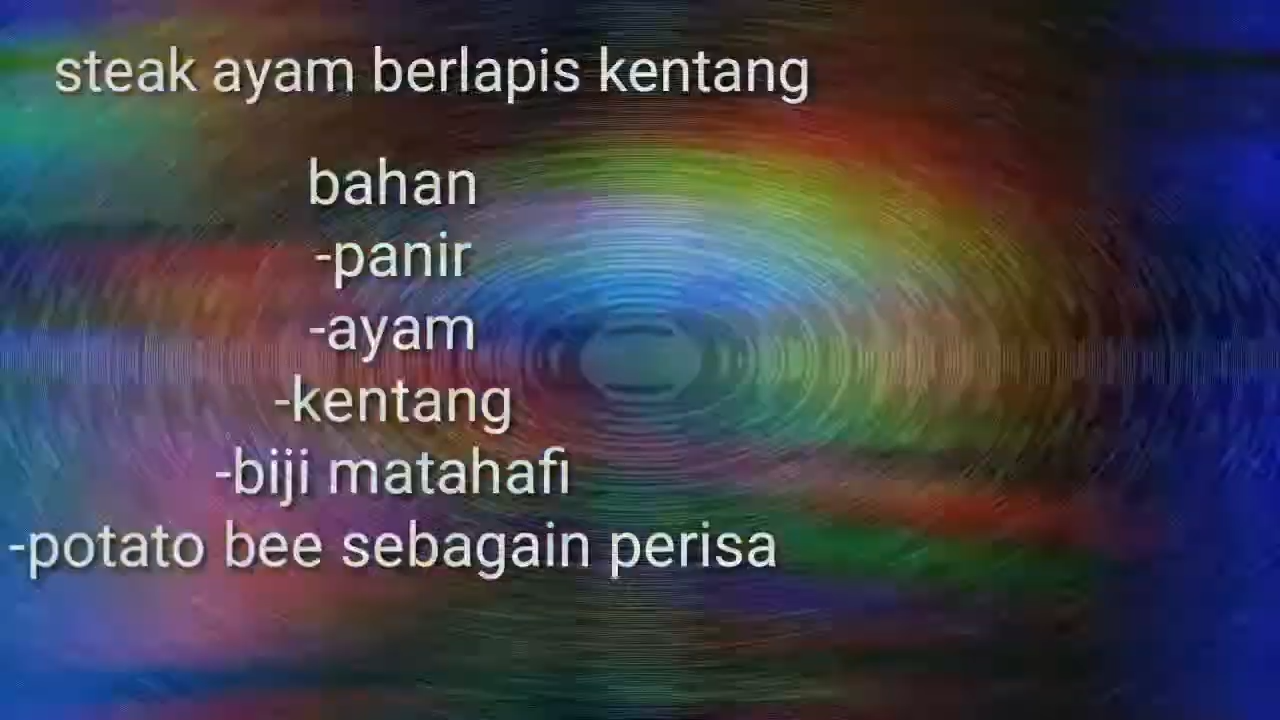 steak ayam berlapis kentang
bahan
-panir
-ayam
-kentang
-biji matahafi
-potato bee sebagain perisa